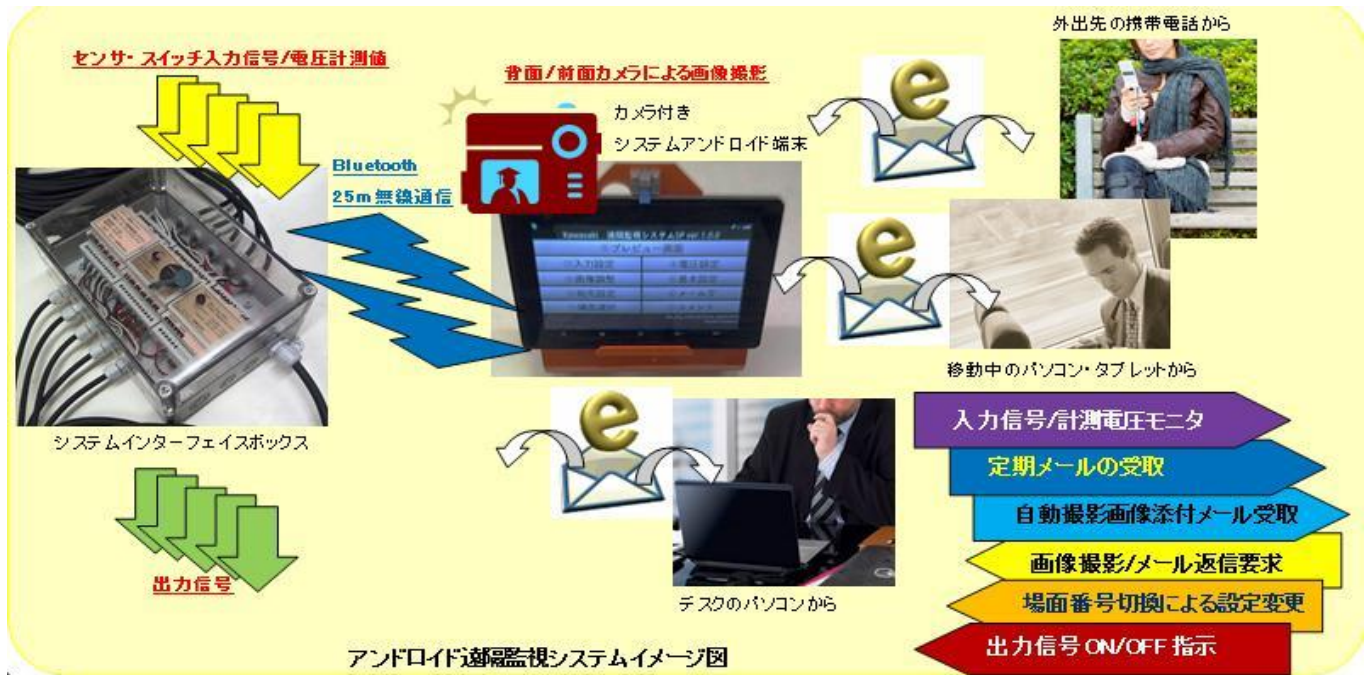 センサ・スイッチ入力信号/電圧計測値
背面/前面カメラによる画像撮影
外出先の携帯電話から
カメラ付き
システムアンドロイド端末
Bluetooth
25m無線通信
①プレビュー画面
移動中のパソコン・タブレットから
システムインターフェイスボックス
入力信号/計測電圧モニタ
定期メールの受取
自動撮影画像添付メール受取
画像撮影/メール返信要求
場面番号切換による設定変更
出力信号 ON/OFF 指示
出力信号
デスクのパソコンから
アンドロイド遠隔監視システムイメージ図